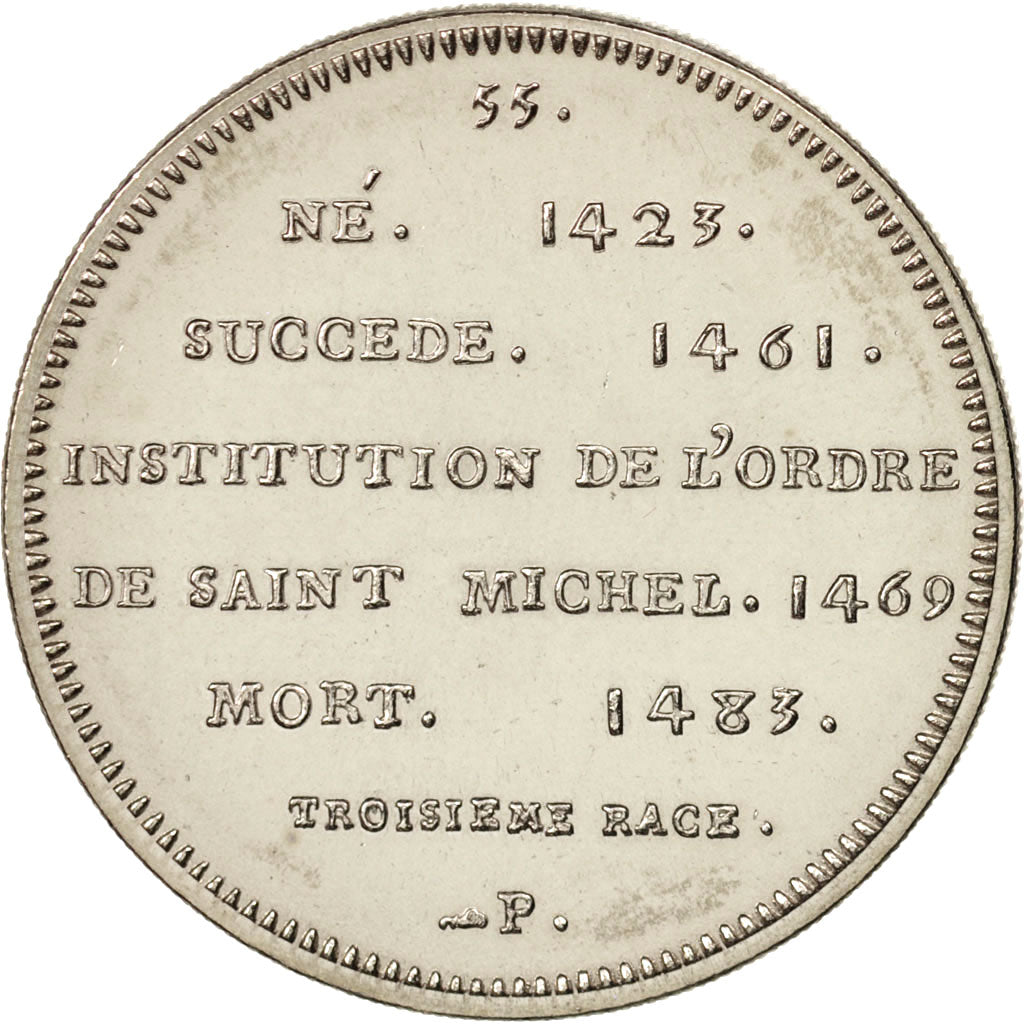 55.
NÉ. 1423.
SUCCEDE. 1461.
INSTITUTION DE L'ORDRE
DE SAINT MICHEL. 1469
MORT. 1483.
TROISIEME RACE.
P.